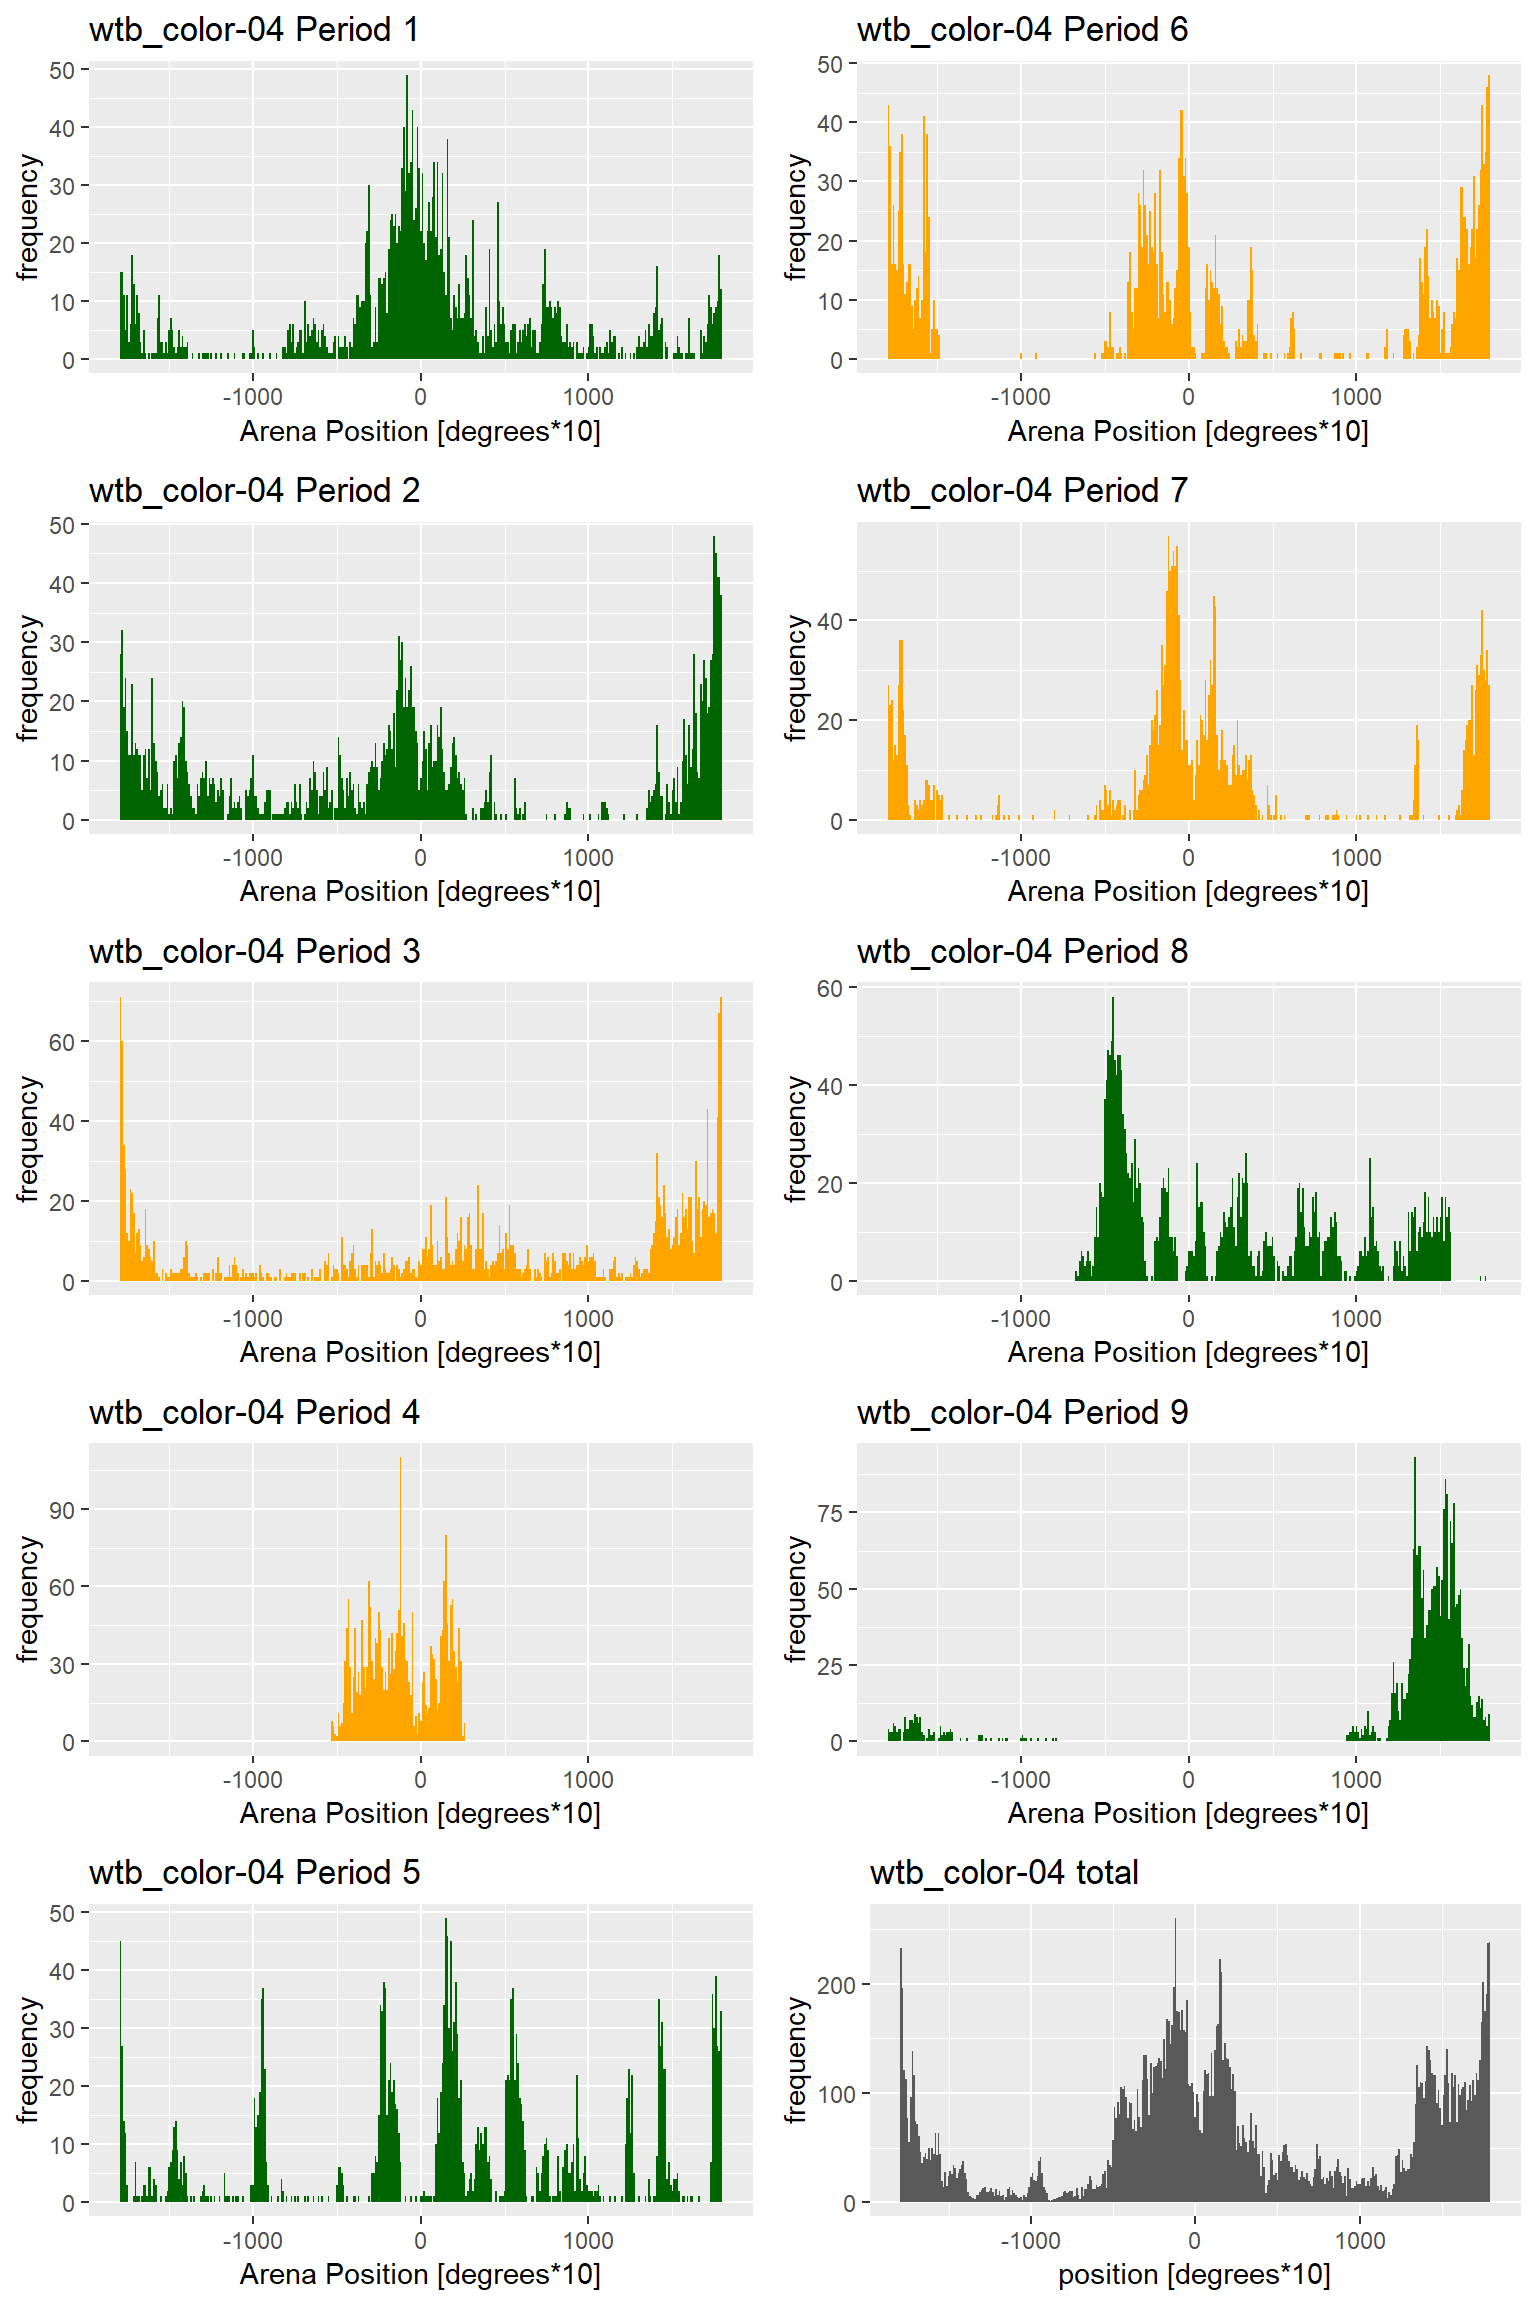 wtb_color-04 Period 1
50
40
30
20
10
0
frequency
-1000 0 1000
Arena Position [degrees*10]
wtb_color-04 Period 6
50
40
30
20
10
0
frequency
-1000 0 1000
Arena Position [degrees*10]
wtb_color-04 Period 2
50
40
30
20
10
0
frequency
-1000 0 1000
Arena Position [degrees*10]
wtb_color-04 Period 7
40
20
0
frequency
-1000 0 1000
Arena Position [degrees*10]
wtb_color-04 Period 3
60
40
20
0
frequency
-1000 0 1000
Arena Position [degrees*10]
wtb_color-04 Period 8
60
40
20
0
frequency
-1000 0 1000
Arena Position [degrees*10]
wtb_color-04 Period 4
90
60
30
0
frequency
-1000 0 1000
Arena Position [degrees*10]
wtb_color-04 Period 9
75
50
25
0
frequency
-1000 0 1000
Arena Position [degrees*10]
wtb_color-04 Period 5
50
40
30
20
10
0
frequency
-1000 0 1000
Arena Position [degrees*10]
wtb_color-04 total
200
100
0
frequency
-1000 0 1000
position [degrees*10]